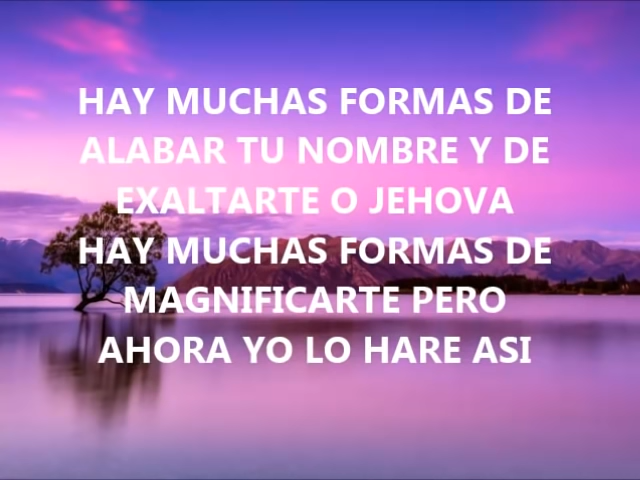 HAY MUCHAS FORMAS DE
ALABAR TU NOMBRE Y DE
EXALTARTE O JEHOVA
HAY MUCHAS FORMAS DE
MAGNIFICARTE PERO
AHORA YO LO HARE ASI